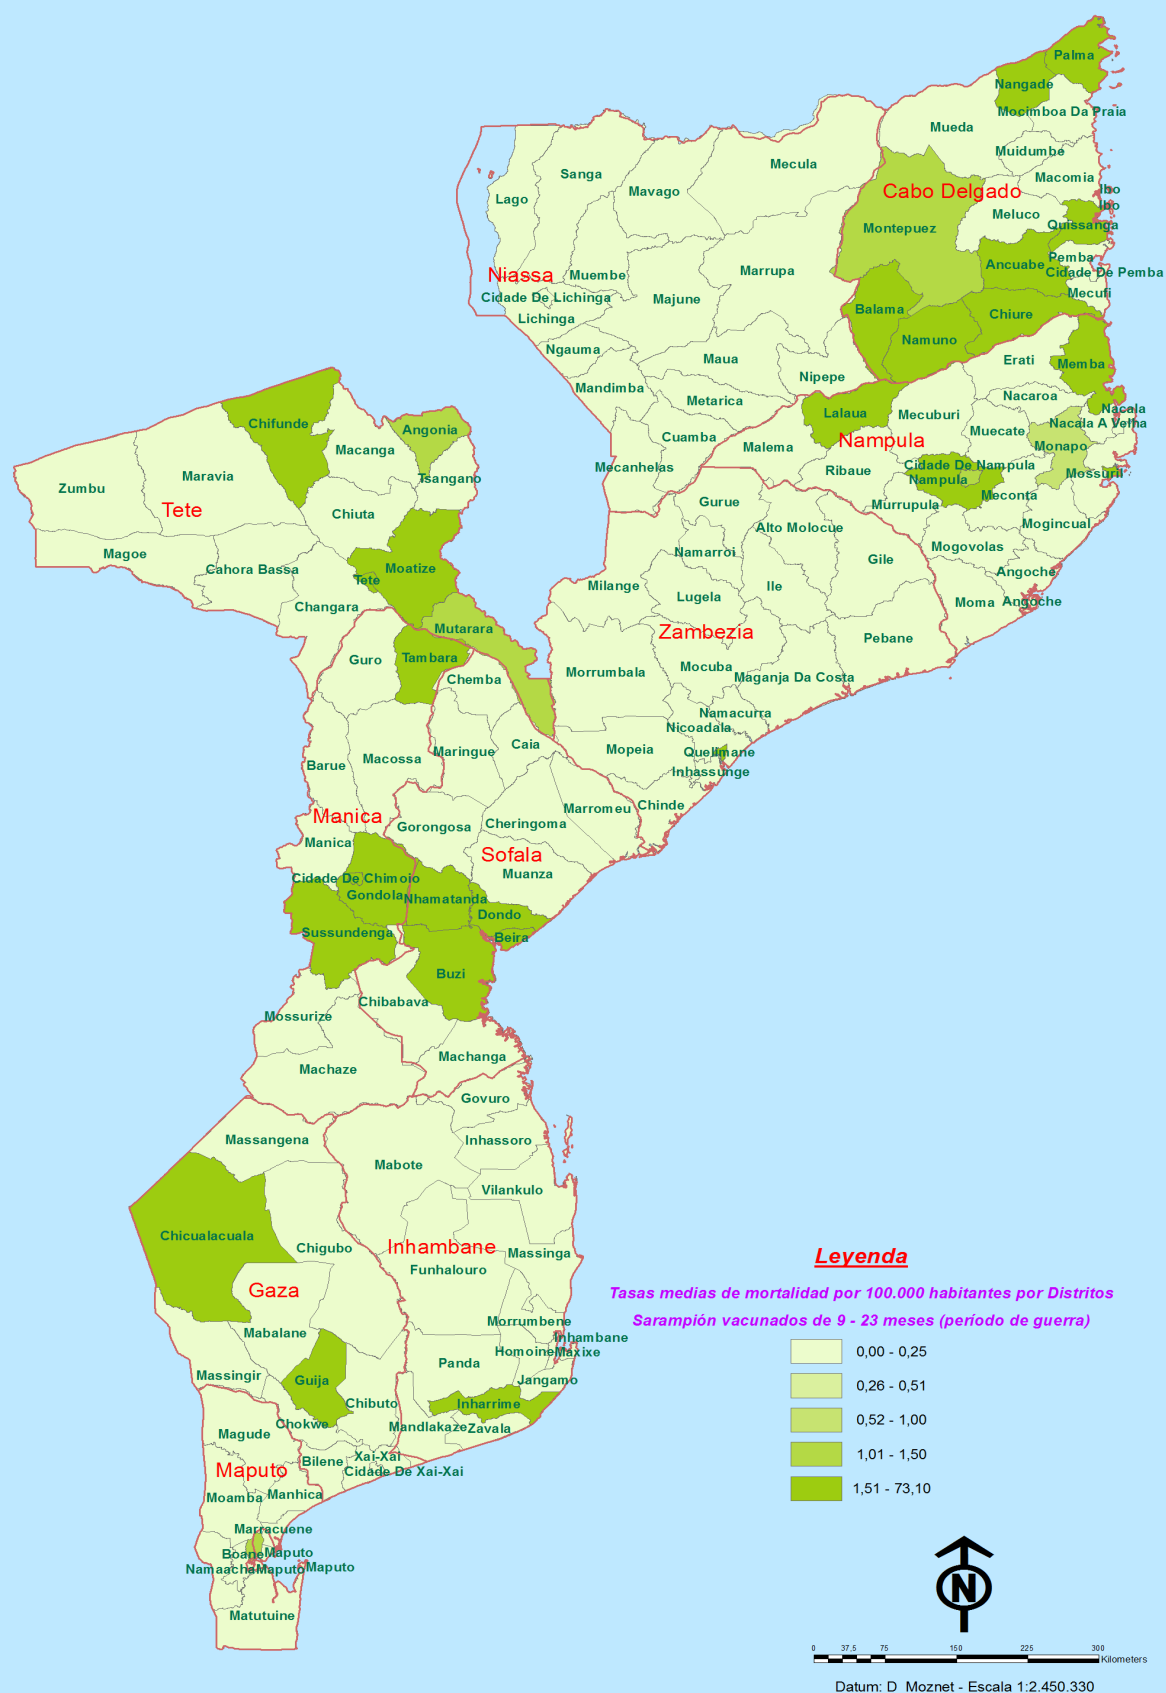 Palma
Nangade
Mocimboa Da Praia
Mueda
Muidumbe
Mecula
Sanga
Macomia
Mavago
Cabo Delgado
Ibo
Lago
Ibo
Meluco
Quissanga
Montepuez
Pemba
Ancuabe
Marrupa
Cidade De Pemba
Niassa
Muembe
Mecufi
Cidade De Lichinga
Majune
Balama
Chiure
Lichinga
Namuno
Ngauma
Maua
Erati
Memba
Nipepe
Mandimba
Nacaroa
Metarica
Nacala
Lalaua
Mecuburi
Nacala A Velha
Chifunde
Angonia
Muecate
Cuamba
Nampula
Monapo
Malema
Macanga
Cidade De Nampula
Mecanhelas
Ribaue
Mossuril
Maravia
Tsangano
Nampula
Zumbu
Meconta
Gurue
Murrupula
Tete
Chiuta
Mogincual
Alto Molocue
Mogovolas
Magoe
Namarroi
Gile
Cahora Bassa
Moatize
Angoche
Tete
Milange
Ile
Lugela
Moma
Angoche
Changara
Mutarara
Zambezia
Pebane
Tambara
Guro
Mocuba
Morrumbala
Maganja Da Costa
Chemba
Namacurra
Nicoadala
Caia
Mopeia
Maringue
Quelimane
Macossa
Barue
Inhassunge
Marromeu
Chinde
Manica
Gorongosa
Cheringoma
Manica
Sofala
Muanza
Cidade De Chimoio
Gondola
Nhamatanda
Dondo
Sussundenga
Beira
Buzi
Chibabava
Mossurize
Machanga
Machaze
Govuro
Massangena
Inhassoro
Mabote
Vilankulo
Chicualacuala
Chigubo
Inhambane
Massinga
Funhalouro
Gaza
Morrumbene
Mabalane
Inhambane
Homoine
Maxixe
Panda
Massingir
Guija
Jangamo
Chibuto
Inharrime
Chokwe
Mandlakaze
Zavala
Magude
Xai-Xai
Bilene
Maputo
Cidade De Xai-Xai
Moamba
Manhica
Marracuene
Boane
Maputo
Namaacha
Maputo
Maputo
Matutuine
Leyenda
Tasas medias de mortalidad por 100.000 habitantes por Distritos
Sarampión vacunados de 9 - 23 meses (período de guerra)
0,00 - 0,25
0,26 - 0,51
0,52 - 1,00
1,01 - 1,50
1,51 - 73,10
N
0 37,5 75 150 225 300
Kilometers
Datum: D_Moznet - Escala 1:2.450.330